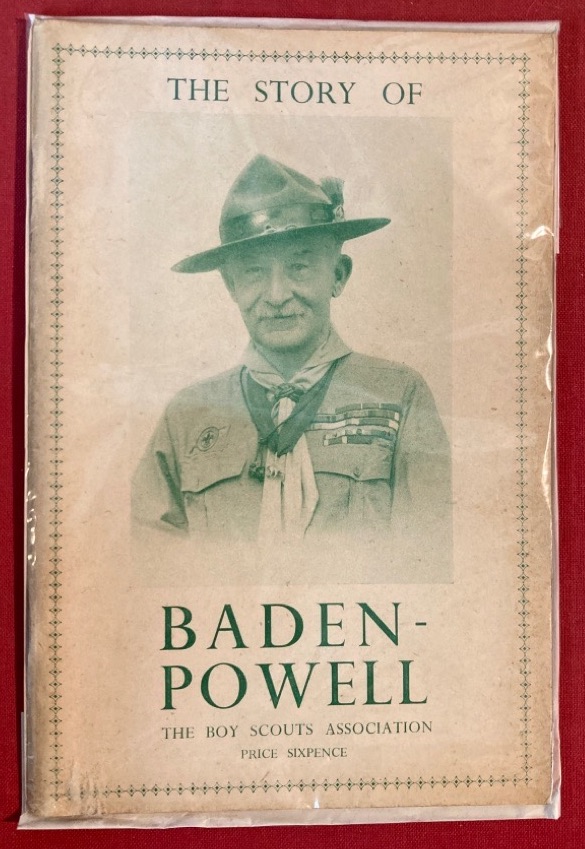 THE STORY OF
BADEN-
POWELL
THE BOY SCOUTS ASSOCIATION
PRICE SIXPENCE